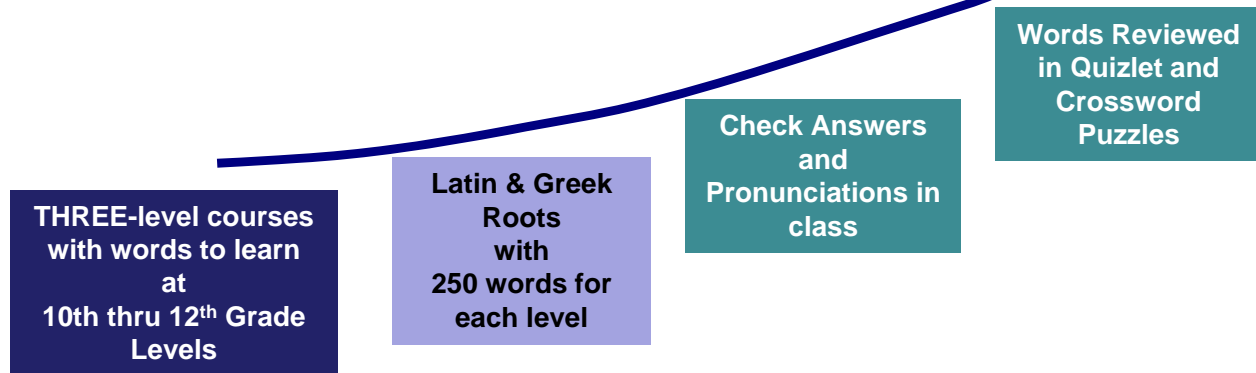 THREE-level courses
with words to learn
at
10th thru 12th Grade
Levels
Latin & Greek
Roots
with
250 words for
each level
Check Answers
and
Pronunciations in
class
Words Reviewed
in Quizlet and
Crossword
Puzzles